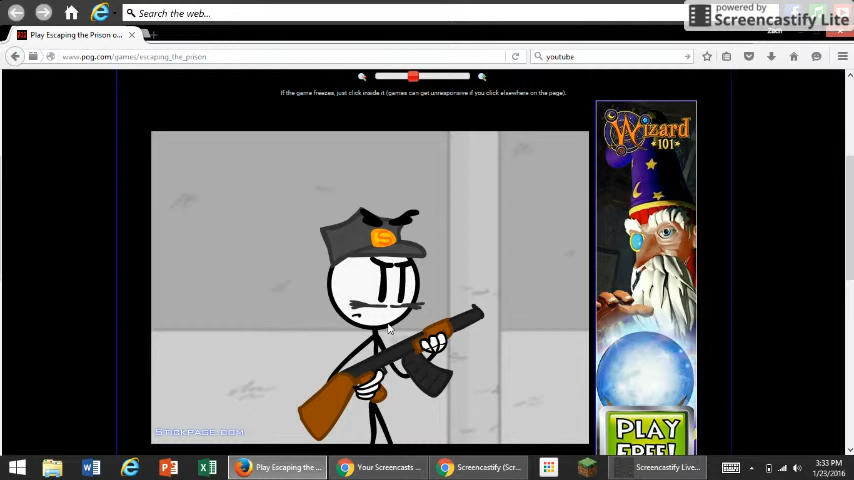 Search the web...
powered by
Screencastify Lite
Play Escaping the Prison o...
www.pog.com/games/escaping_the_prison
youtube
If the game freezes, just click inside it (games can get unresponsive if you click elsewhere on the page).
Wizard
101
S
STICKPAGE.COM
PLAY
FREE!
Play Escaping the ...
Your Screencasts ...
Screencastify (Scr...
Screencastify Live...
3:33 PM
1/23/2016